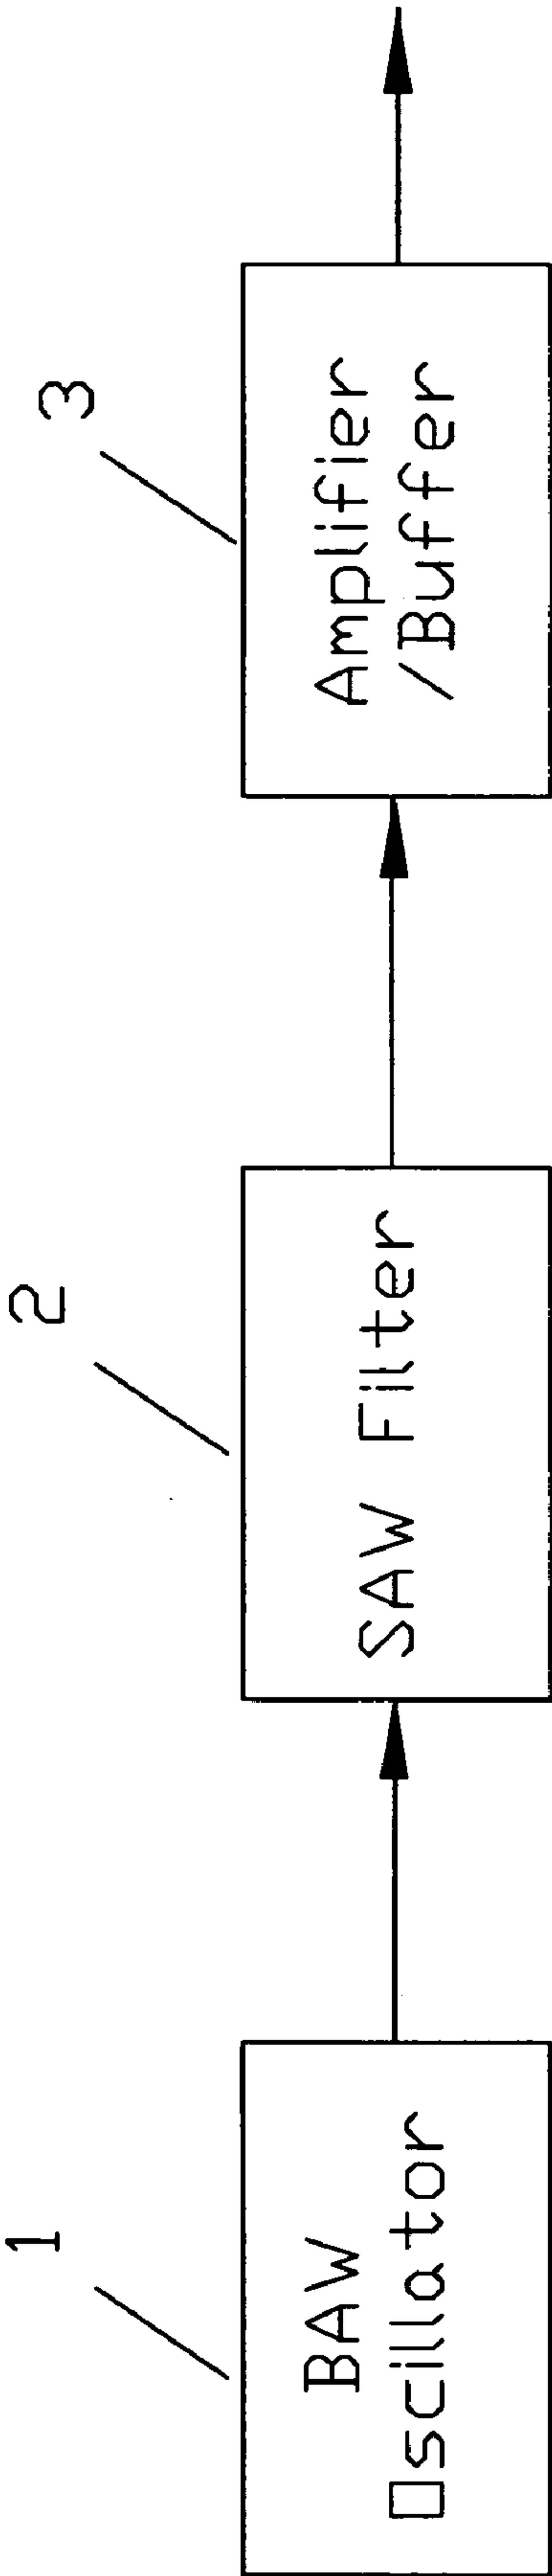 1
BAW
Oscillator
2
SAW Filter
3
Amplifier
/Buffer